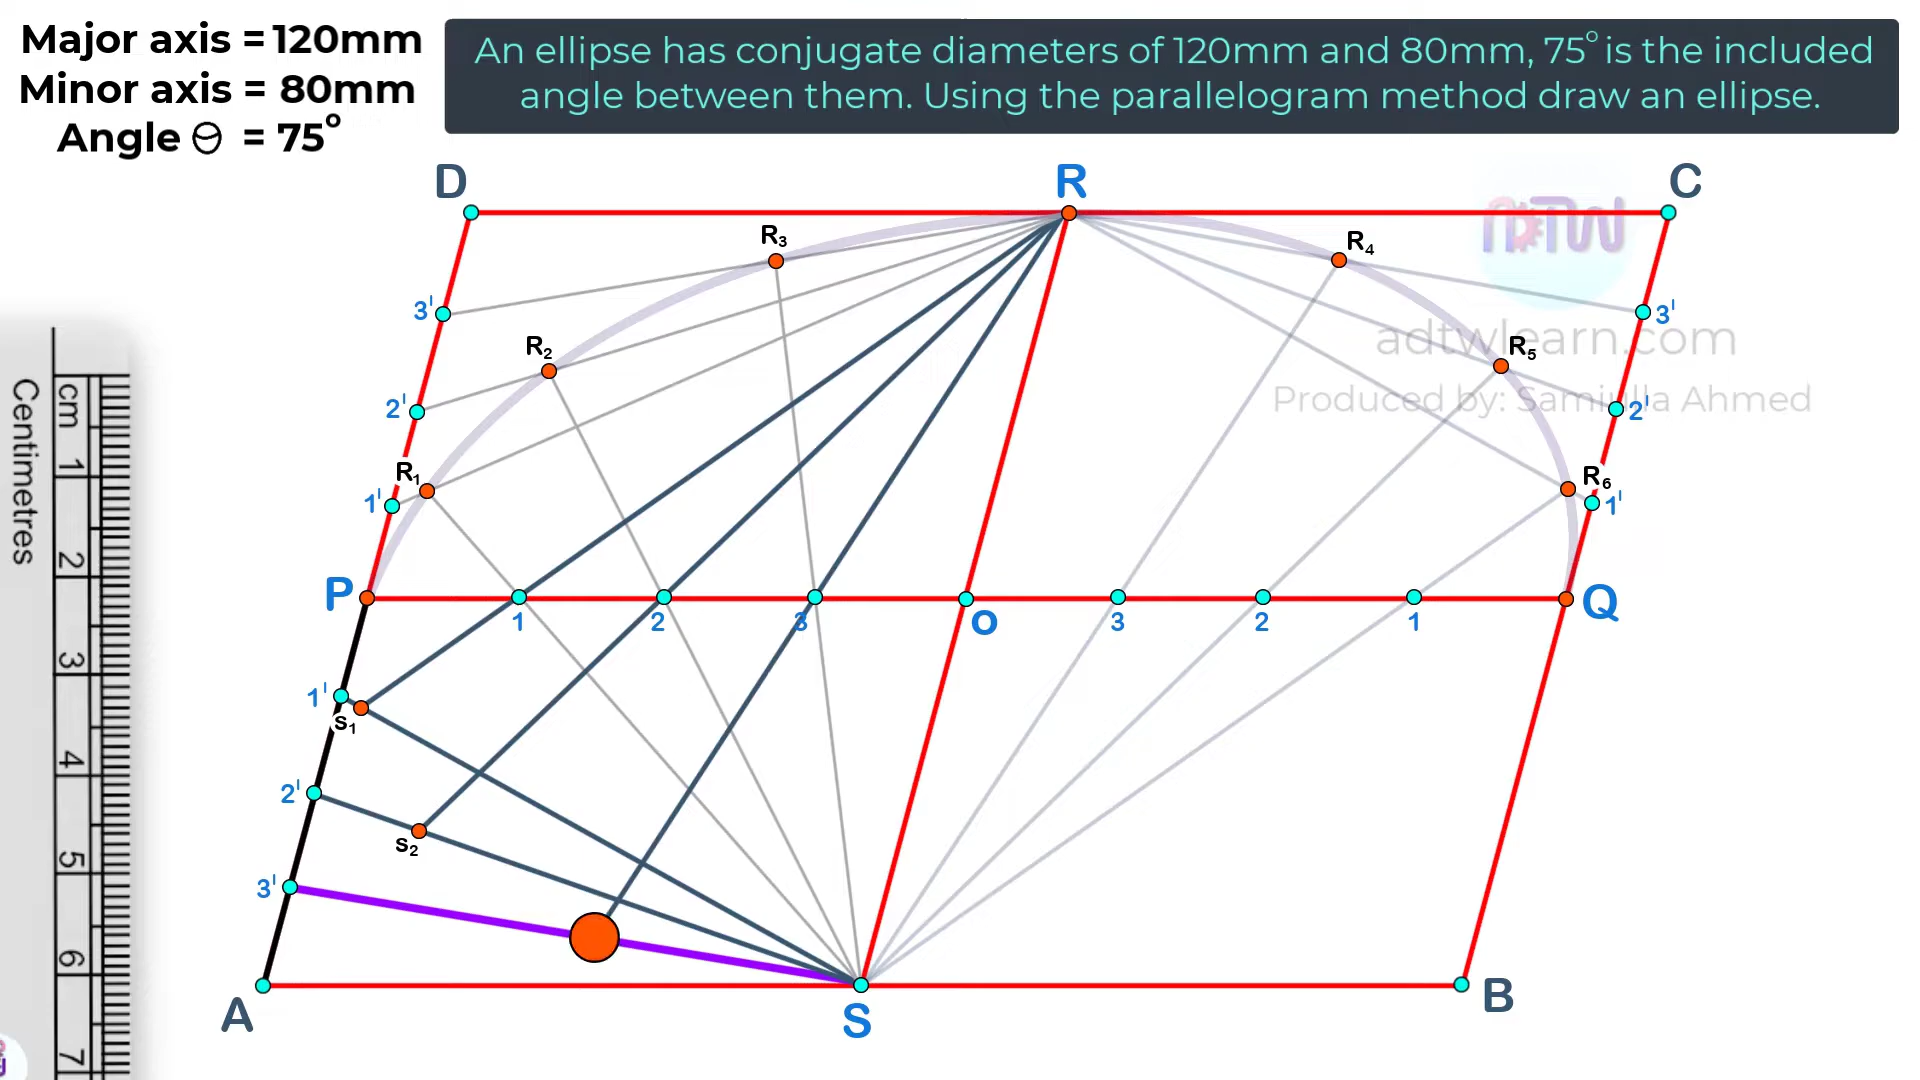 Major axis = 120mm
Minor axis = 80mm
Angle Θ = 75°
An ellipse has conjugate diameters of 120mm and 80mm, 75° is the included
angle between them. Using the parallelogram method draw an ellipse.
D
R
C
ADTW
R3
R4
3'
3'
adtwlearn.com
R2
R5
2'
2'
Produced by: Samiulla Ahmed
R1
R6
1'
1'
P
1
2
3
O
3
2
1
Q
1'
S1
2'
S2
3'
A
S
B
Centimetres
cm
1
2
3
4
5
6
7